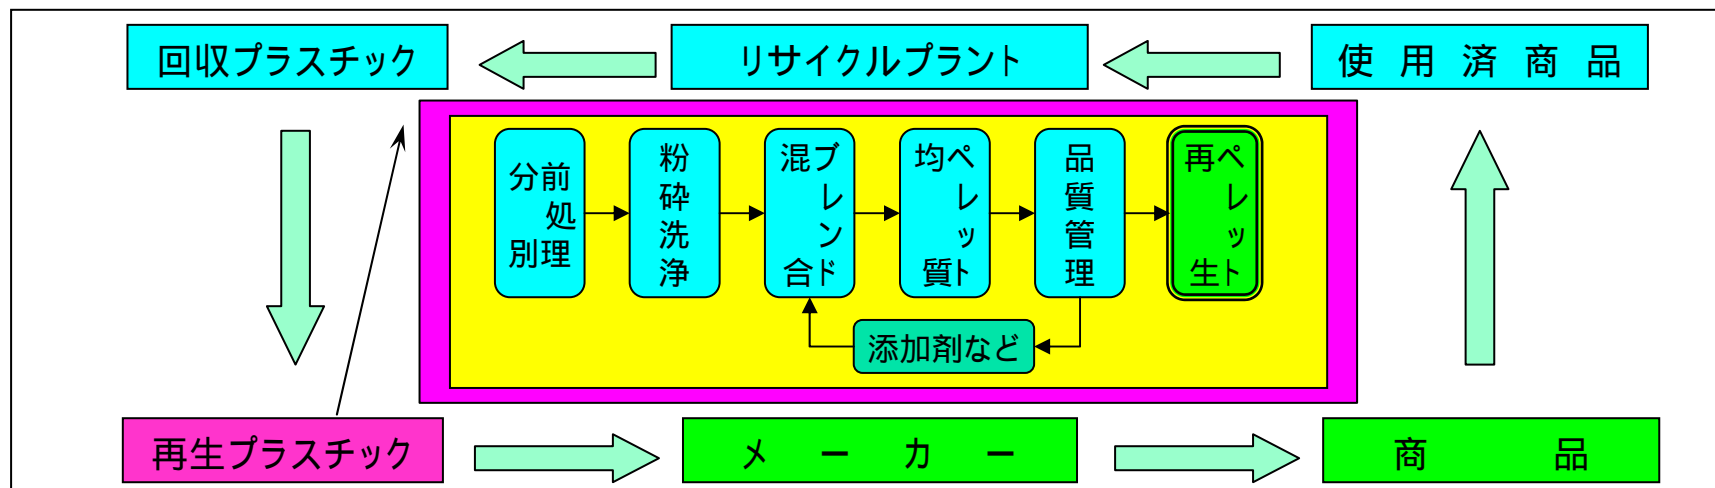 回収プラスチック
リサイクルプラント
使用済商品
前処理
分別
粉砕洗浄
ブレンド
混合
ペレット
均質
品質管理
ペレット
再生
添加剤など
再生プラスチック
メーカー
商品